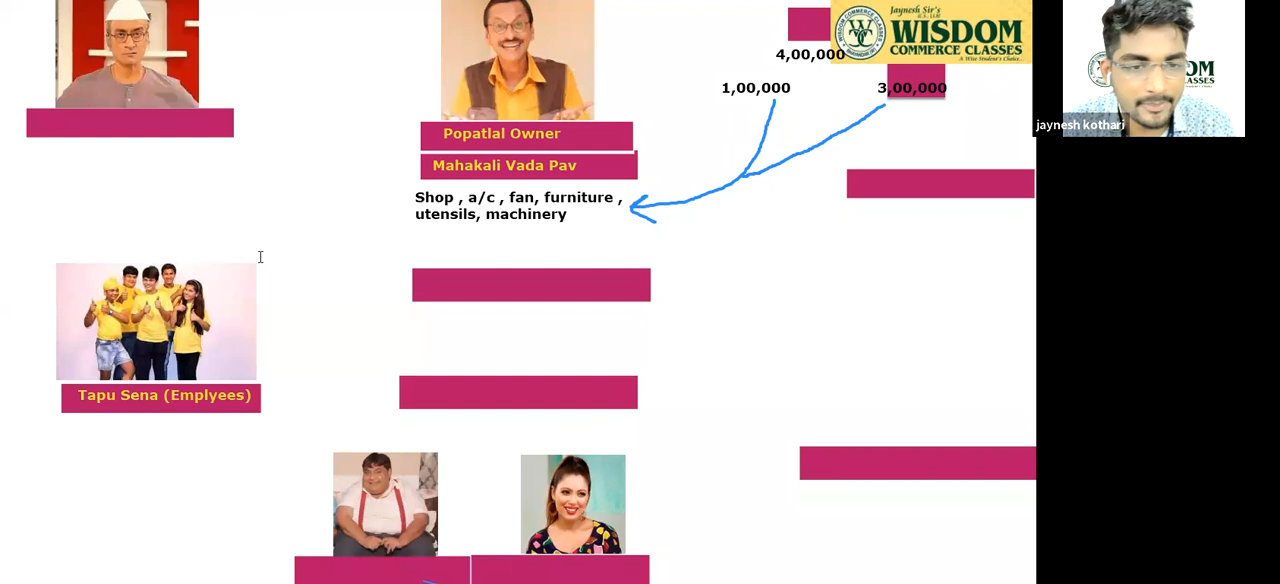 Jaynesh Sir's
WISDOM
COMMERCE CLASSES
A Wise Student's Choice..
4,00,000
1,00,000
3,00,000
jaynesh kothari
Popatlal Owner
Mahakali Vada Pav
Shop , a/c , fan, furniture ,
utensils, machinery
Tapu Sena (Emplyees)